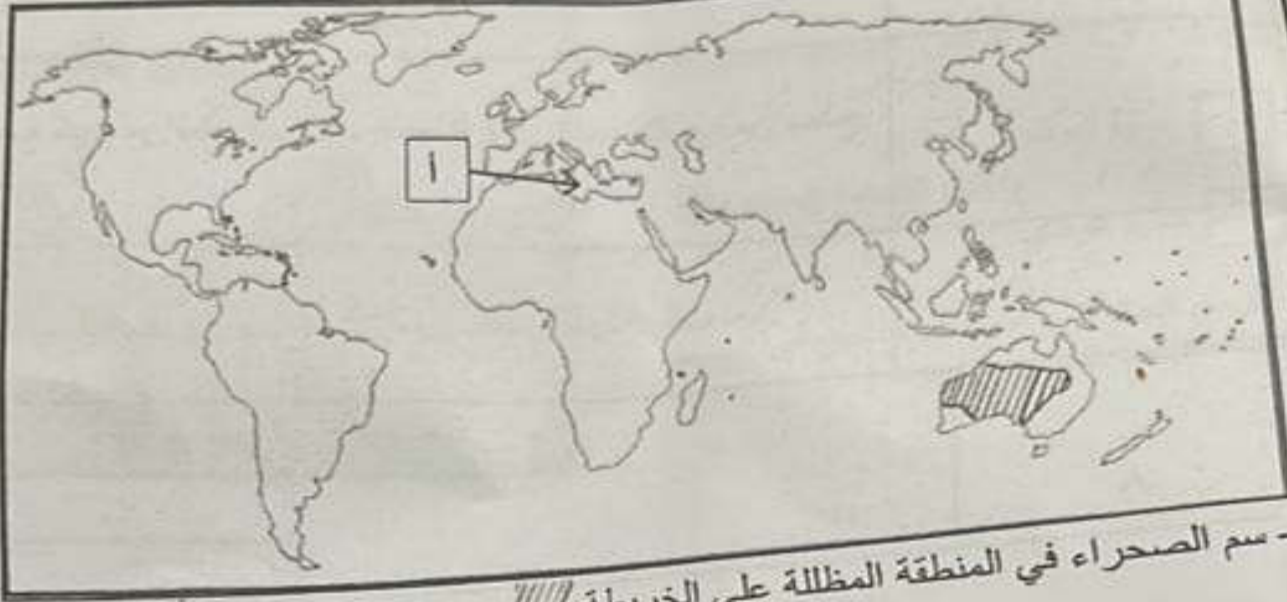 أ
- سم الصحراء في المنطقة المظللة على الخريطة